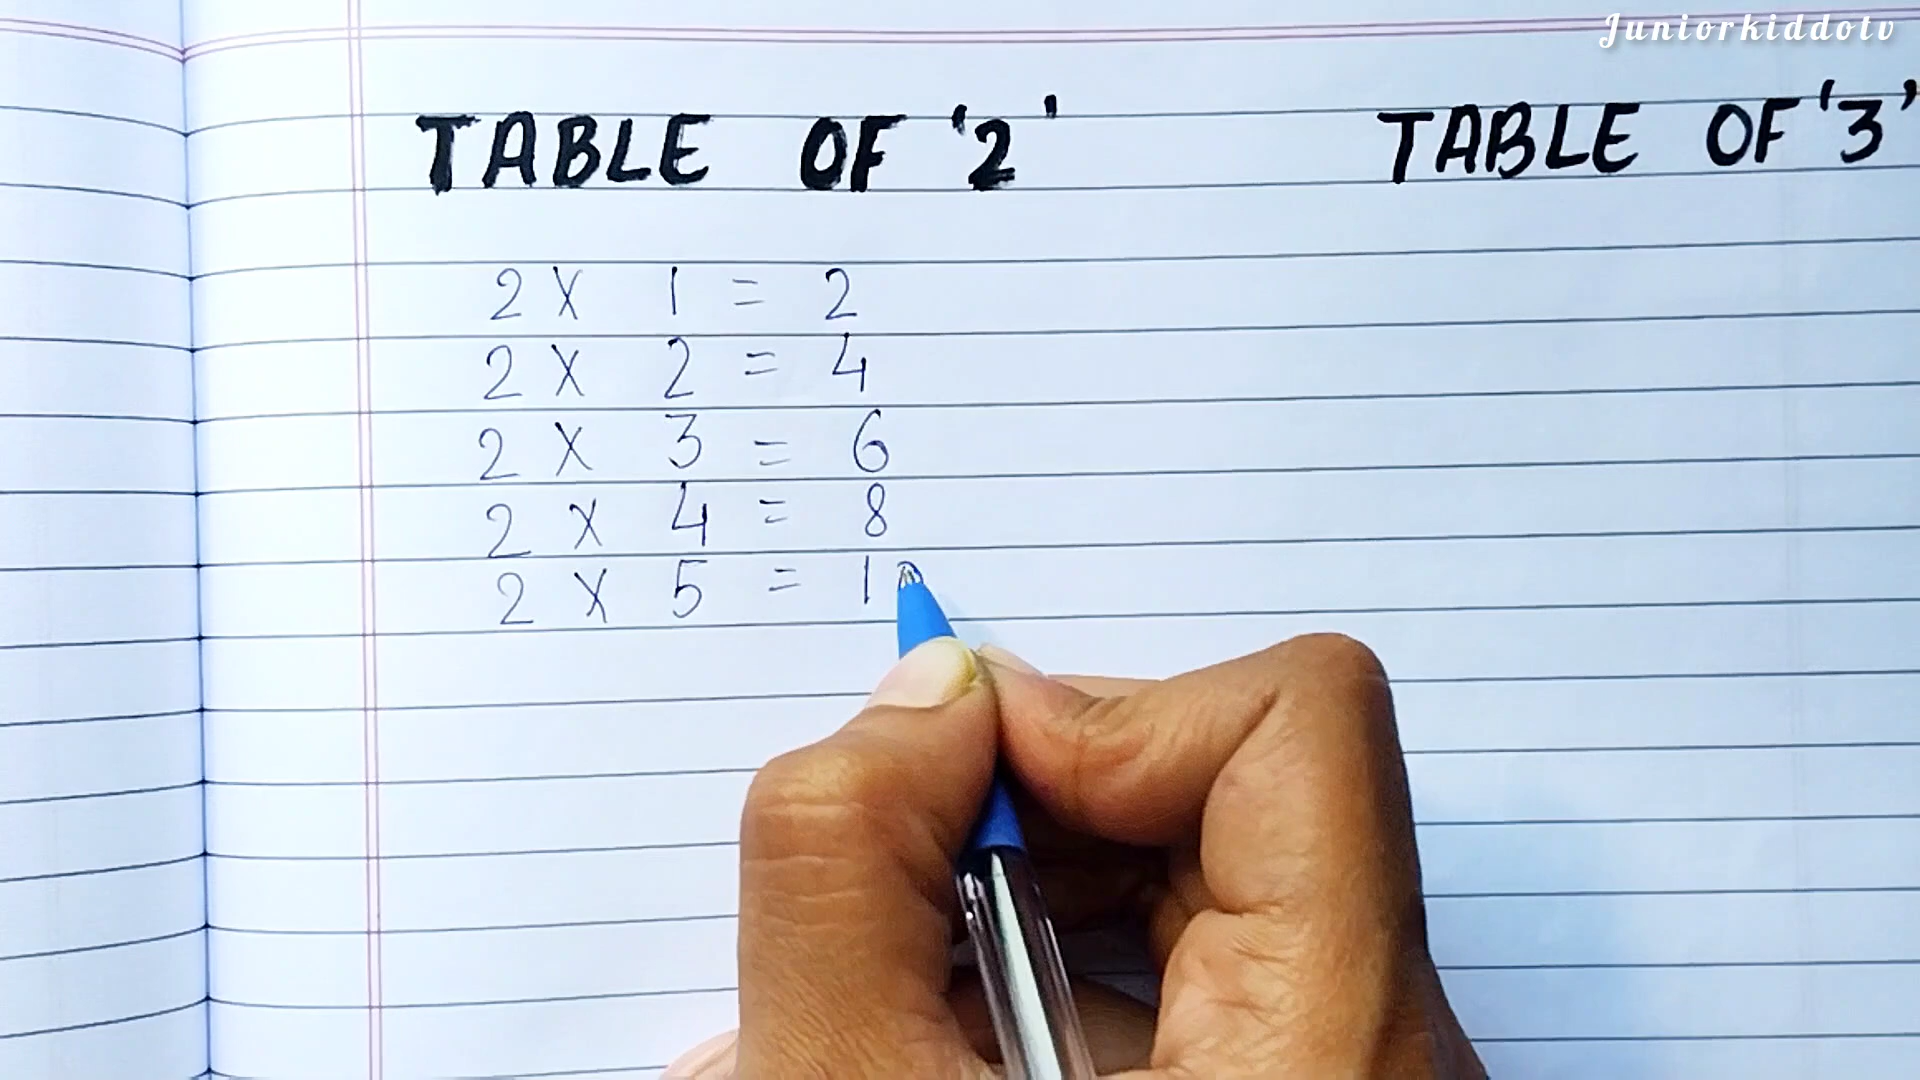 Juniorkiddotv
TABLE OF '2'
TABLE OF '3'
2 X 1 = 2
2 X 2 = 4
2 X 3 = 6
2 X 4 = 8
2 X 5 = 10